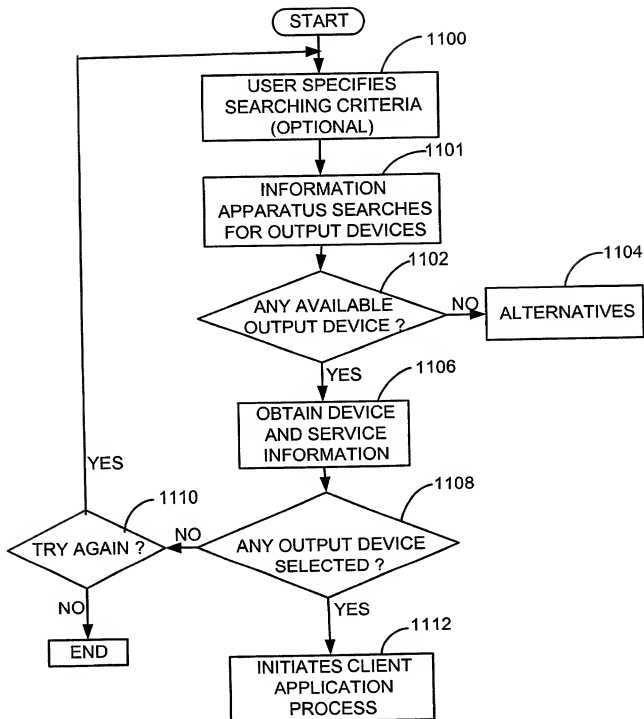 START
1100
USER SPECIFIES
SEARCHING CRITERIA
(OPTIONAL)
1101
INFORMATION
APPARATUS SEARCHES
FOR OUTPUT DEVICES
1102
1104
ANY AVAILABLE
OUTPUT DEVICE ?
NO
ALTERNATIVES
YES
1106
OBTAIN DEVICE
AND SERVICE
INFORMATION
YES
1108
1110
ANY OUTPUT DEVICE
SELECTED ?
NO
TRY AGAIN ?
NO
END
YES
1112
INITIATES CLIENT
APPLICATION
PROCESS